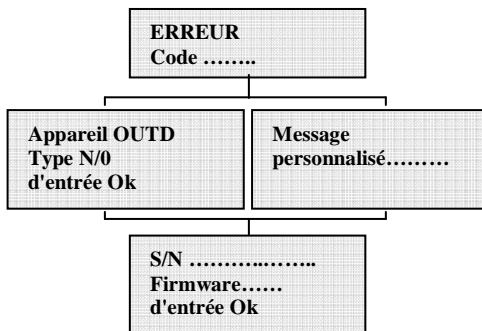 ERREUR
Code ……..
Appareil OUTD
Type N/0
d'entrée Ok
Message
personnalisé………
S/N ………..……..
Firmware……
d'entrée Ok